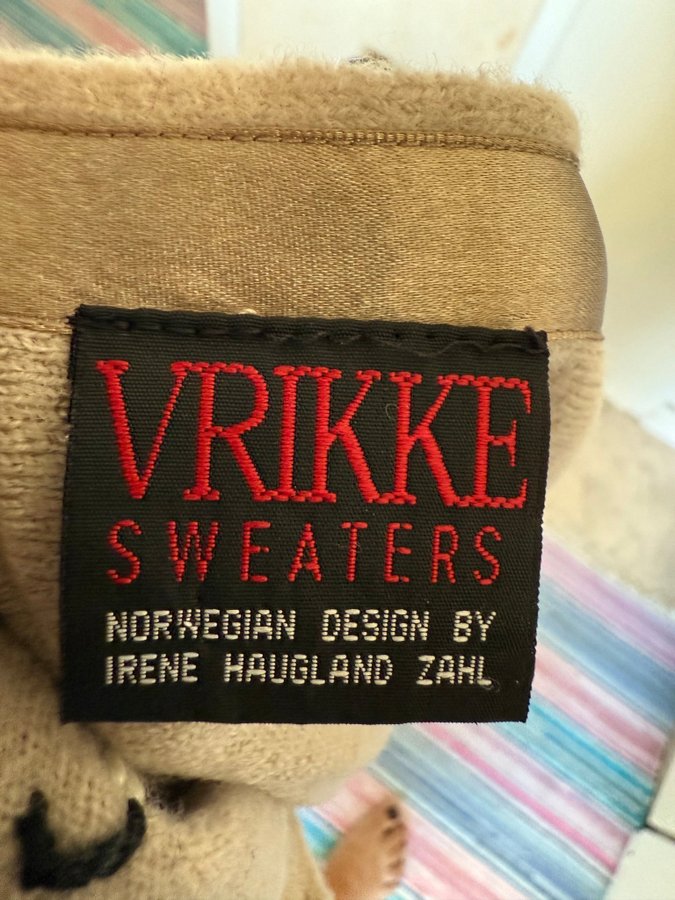 VRIKKE
SWEATERS
NORWEGIAN DESIGN BY
IRENE HAUGLAND ZAHL